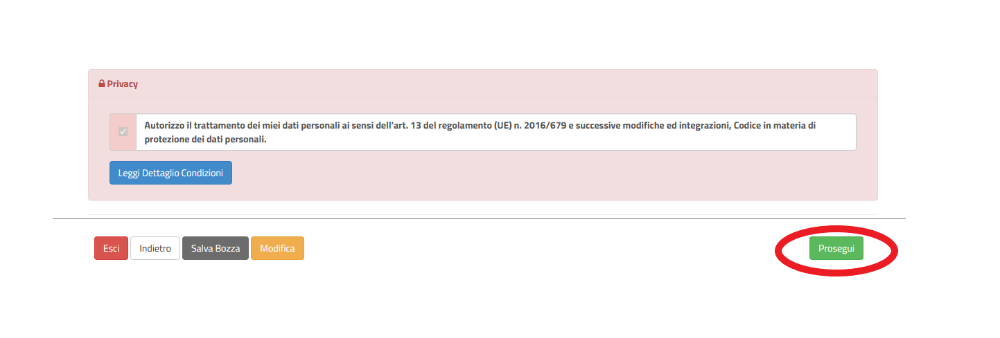 Privacy
Autorizzo il trattamento dei miei dati personali ai sensi dell'art. 13 del regolamento (UE) n. 2016/679 e successive modifiche ed integrazioni, Codice in materia di
protezione dei dati personali.
Leggi Dettaglio Condizioni
Esci Indietro Salva Bozza Modifica Prosegui